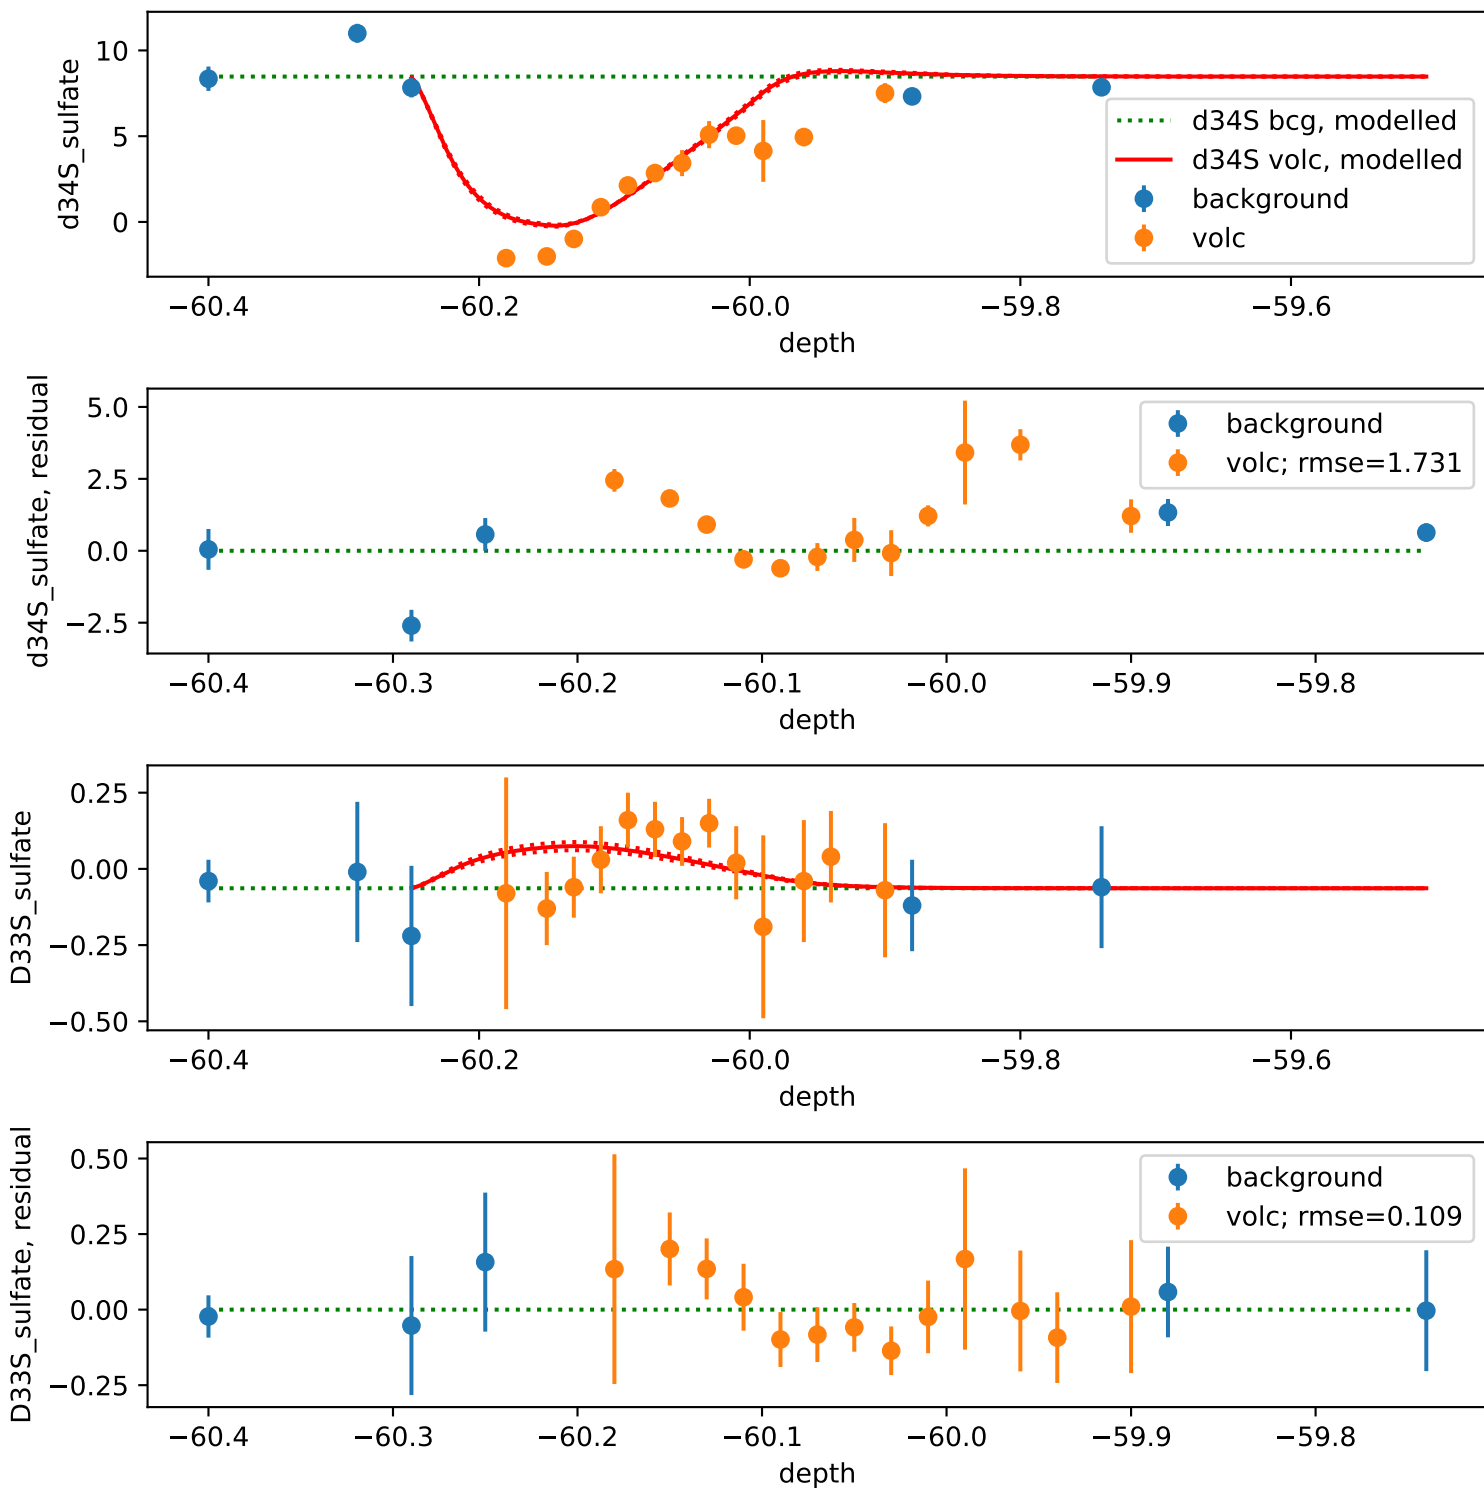 d34S_sulfate
10
5
0
−60.4
−60.2
−60.0
−59.8
−59.6
depth
d34S bcg, modelled
d34S volc, modelled
background
volc
d34S_sulfate, residual
5.0
2.5
0.0
−2.5
−60.4
−60.3
−60.2
−60.1
−60.0
−59.9
−59.8
depth
background
volc; rmse=1.731
D33S_sulfate
0.25
0.00
−0.25
−0.50
−60.4
−60.2
−60.0
−59.8
−59.6
depth
D33S_sulfate, residual
0.50
0.25
0.00
−0.25
−60.4
−60.3
−60.2
−60.1
−60.0
−59.9
−59.8
depth
background
volc; rmse=0.109